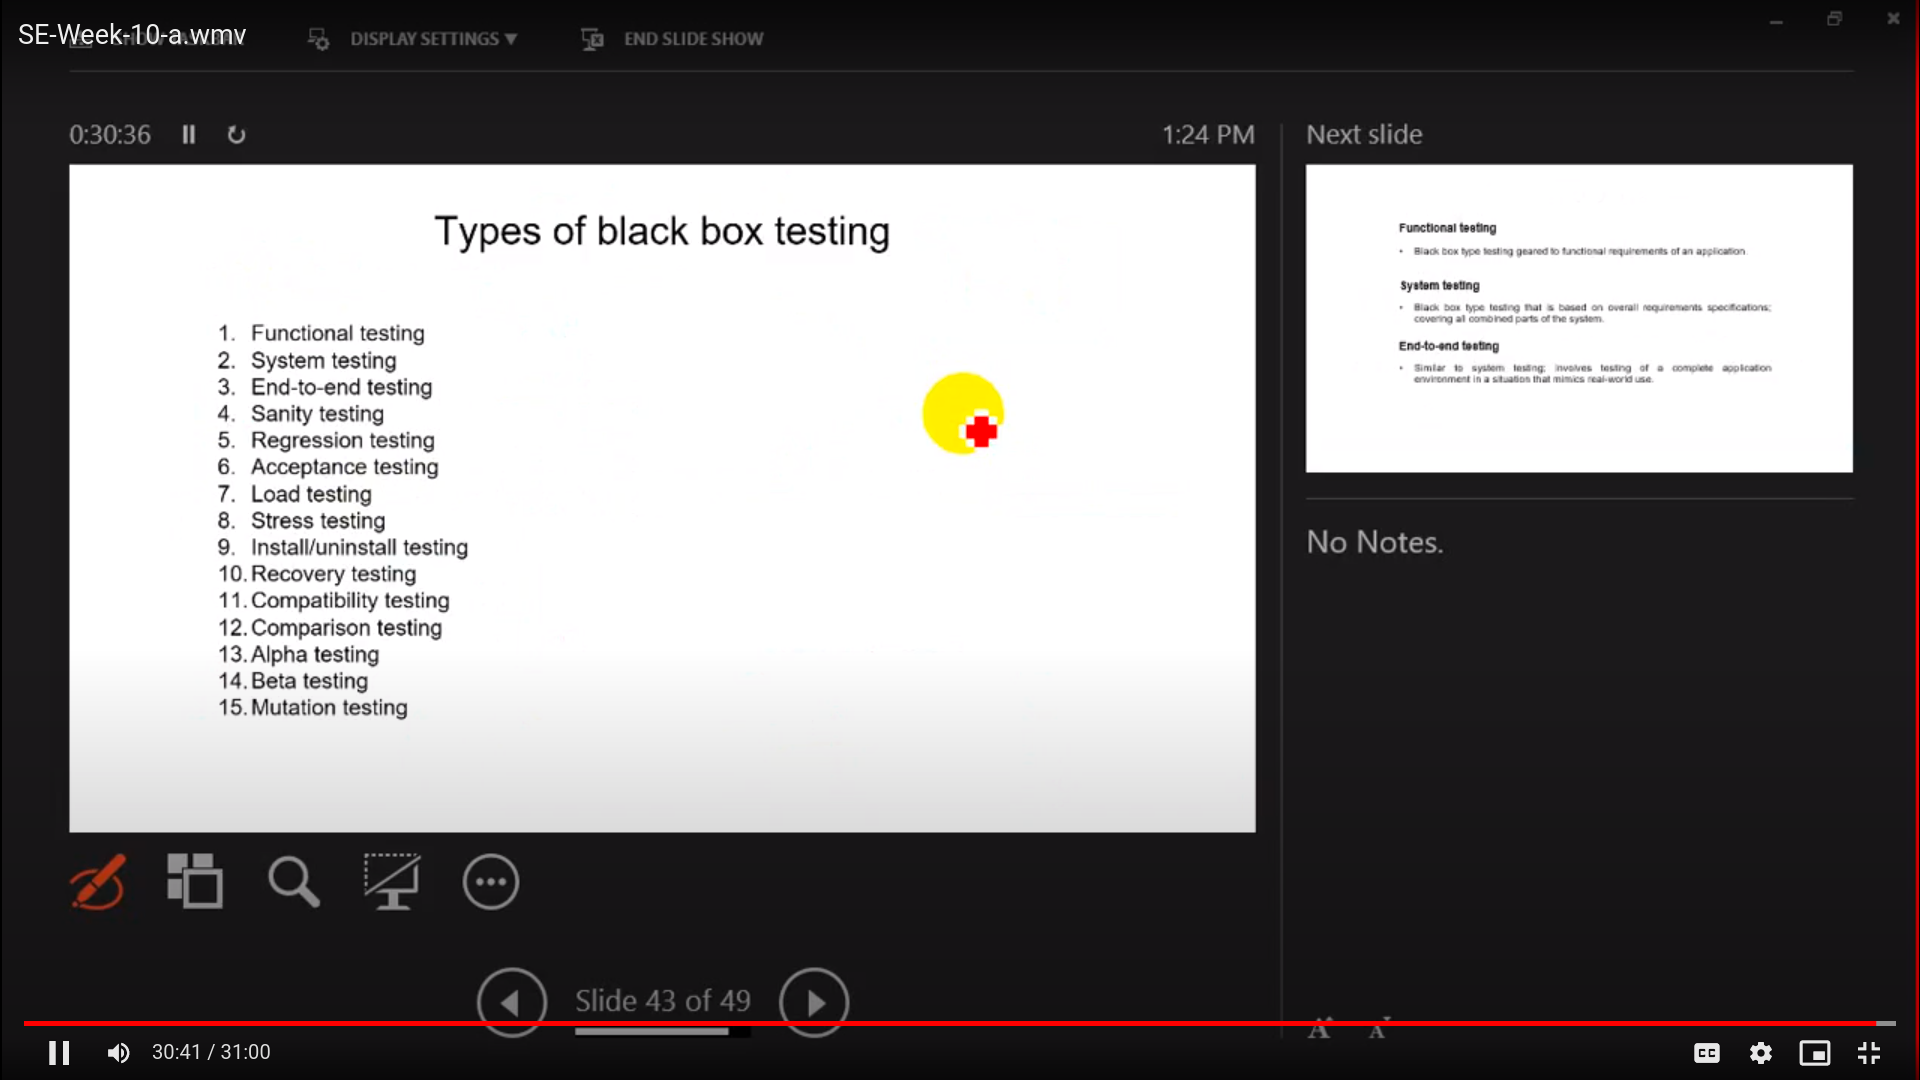 SE-Week-10-a.wmv
DISPLAY SETTINGS ▼
END SLIDE SHOW
0:30:36
1:24 PM
Next slide
Types of black box testing
1. Functional testing
2. System testing
3. End-to-end testing
4. Sanity testing
5. Regression testing
6. Acceptance testing
7. Load testing
8. Stress testing
9. Install/uninstall testing
10. Recovery testing
11. Compatibility testing
12. Comparison testing
13. Alpha testing
14. Beta testing
15. Mutation testing
Functional testing
• Black box type testing geared to functional requirements of an application.
System testing
• Black box type testing that is based on overall requirements specifications;
covering all combined parts of the system.
End-to-end testing
• Similar to system testing; involves testing of a complete application
environment in a situation that mimics real-world use.
No Notes.
Slide 43 of 49
A A
30:41 / 31:00
CC